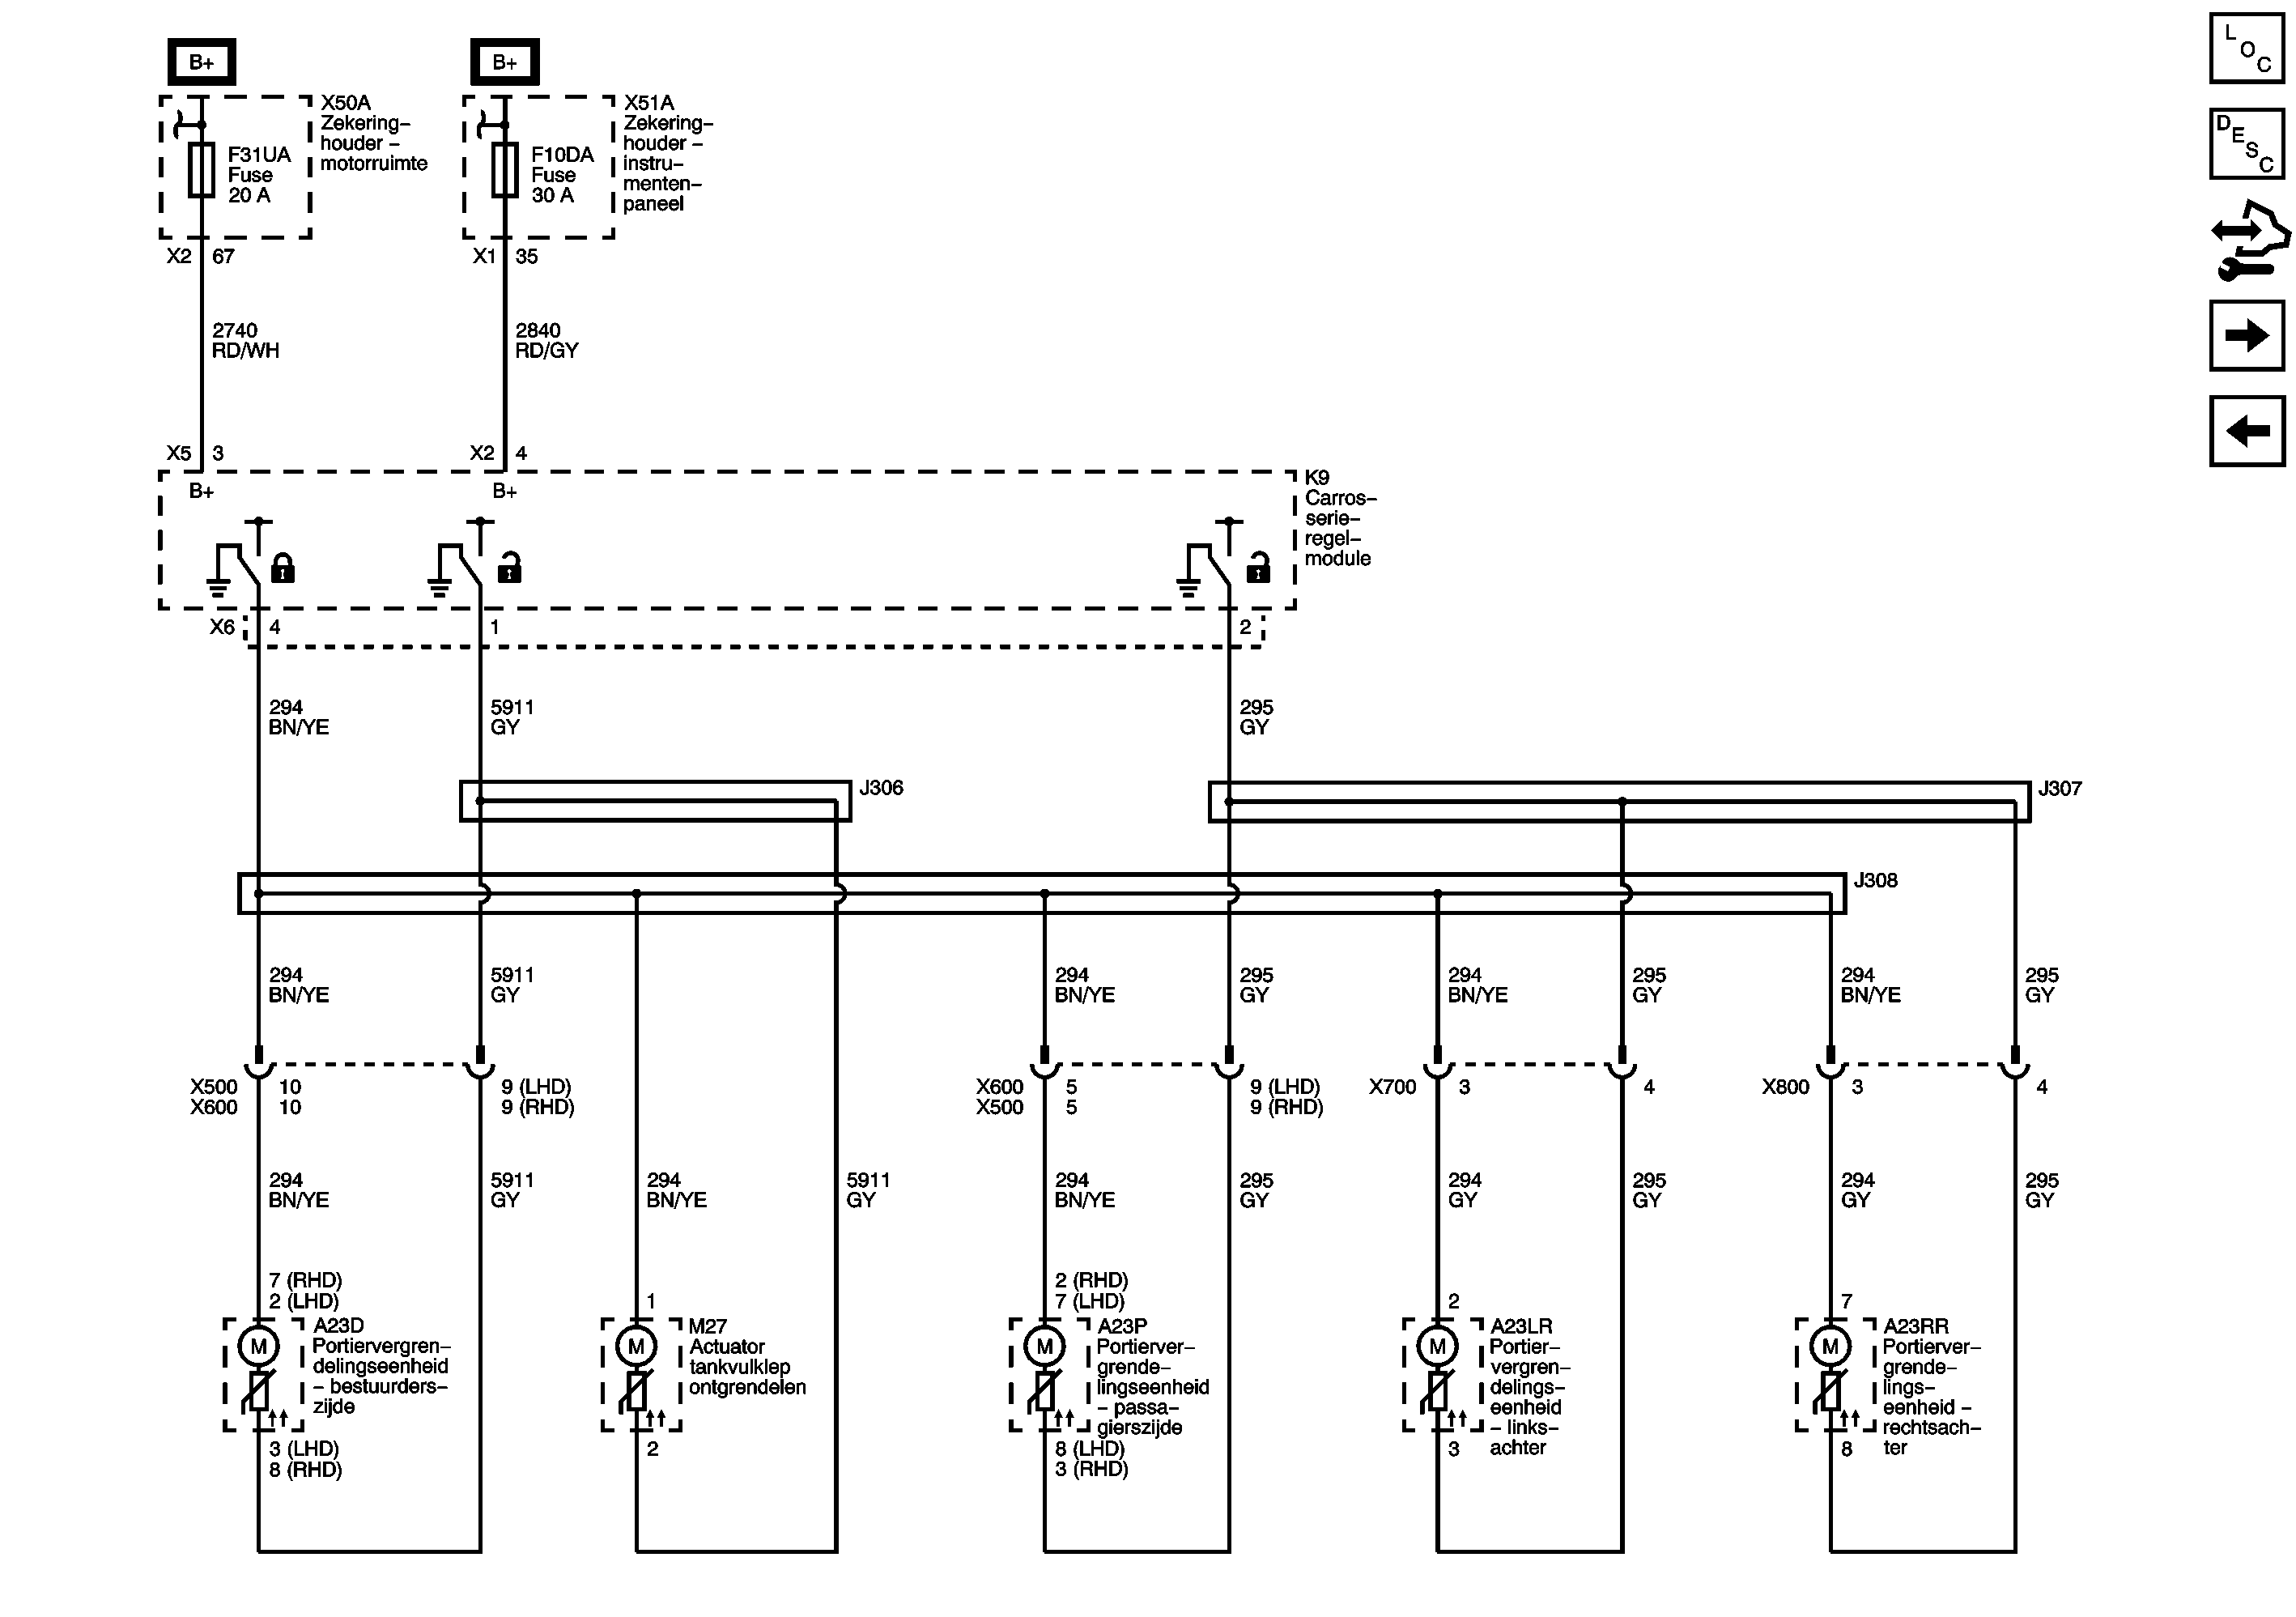 B+
B+
X50A
Zekering–
houder –
motorruimte
F31UA
Fuse
20 A
X51A
Zekering–
houder –
instru–
menten–
paneel
F10DA
Fuse
30 A
X2 67
X1 35
2740
RD/WH
2840
RD/GY
X5 3
X2 4
B+
B+
K9
Carros–
serie–
regel–
module
X6 4
1
2
294
BN/YE
5911
GY
295
GY
J306
J307
J308
294
BN/YE
5911
GY
294
BN/YE
295
GY
294
BN/YE
295
GY
294
BN/YE
295
GY
X500 10 9 (LHD)
X600 10 9 (RHD)
X600 5 9 (LHD)
X500 5 9 (RHD)
X700 3 4
X800 3 4
294
BN/YE
5911
GY
294
BN/YE
5911
GY
294
BN/YE
295
GY
294
GY
295
GY
294
GY
295
GY
7 (RHD)
2 (LHD)
M
A23D
Portiervergren–
delingseenheid
– bestuurders–
zijde
3 (LHD)
8 (RHD)
1
M
M27
Actuator
tankvulklep
ontgrendelen
2
2 (RHD)
7 (LHD)
M
A23P
Portierver–
grende–
lingseenheid
– passa–
gierszijde
8 (LHD)
3 (RHD)
2
M
A23LR
Portier–
vergren–
delings–
eenheid
– links–
achter
3
7
M
A23RR
Portierver–
grende–
lings–
eenheid –
rechtsach–
ter
8
LOC
DESC